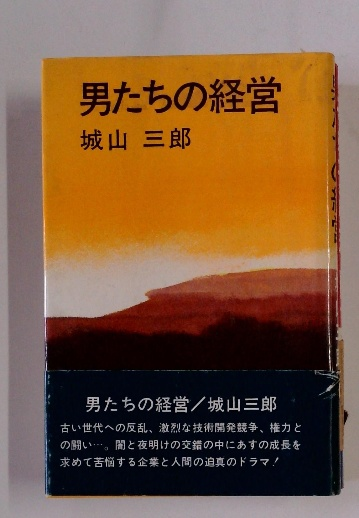 男たちの経営
城山 三郎
男たちの経営/城山三郎
古い世代への反乱、激烈な技術開発競争、権力と
の闘い…。闇と夜明けの交錯の中にあすの成長を
求めて苦悩する企業と人間の迫真のドラマ!